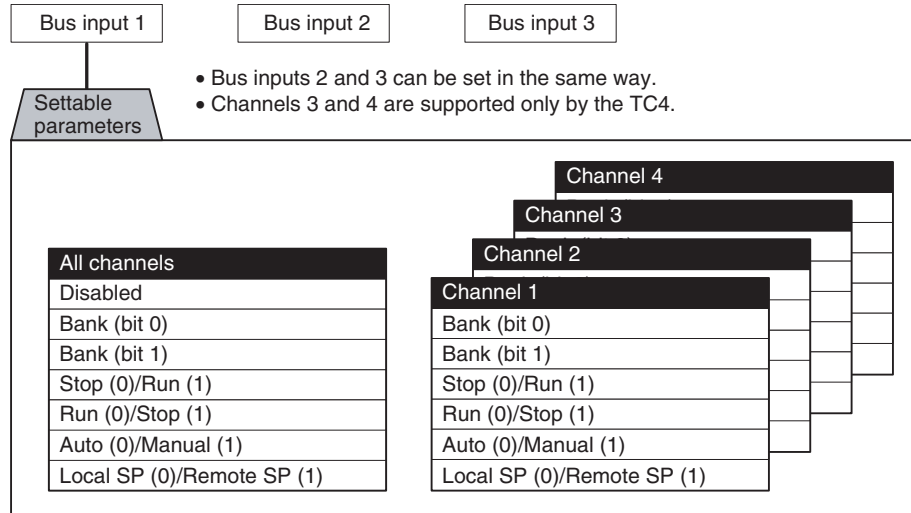 Bus input 1
Bus input 2
Bus input 3
• Bus inputs 2 and 3 can be set in the same way.
• Channels 3 and 4 are supported only by the TC4.
Settable
parameters
All channels
Disabled
Bank (bit 0)
Bank (bit 1)
Stop (0)/Run (1)
Run (0)/Stop (1)
Auto (0)/Manual (1)
Local SP (0)/Remote SP (1)
Channel 4
Channel 3
Channel 2
Channel 1
Bank (bit 0)
Bank (bit 1)
Stop (0)/Run (1)
Run (0)/Stop (1)
Auto (0)/Manual (1)
Local SP (0)/Remote SP (1)